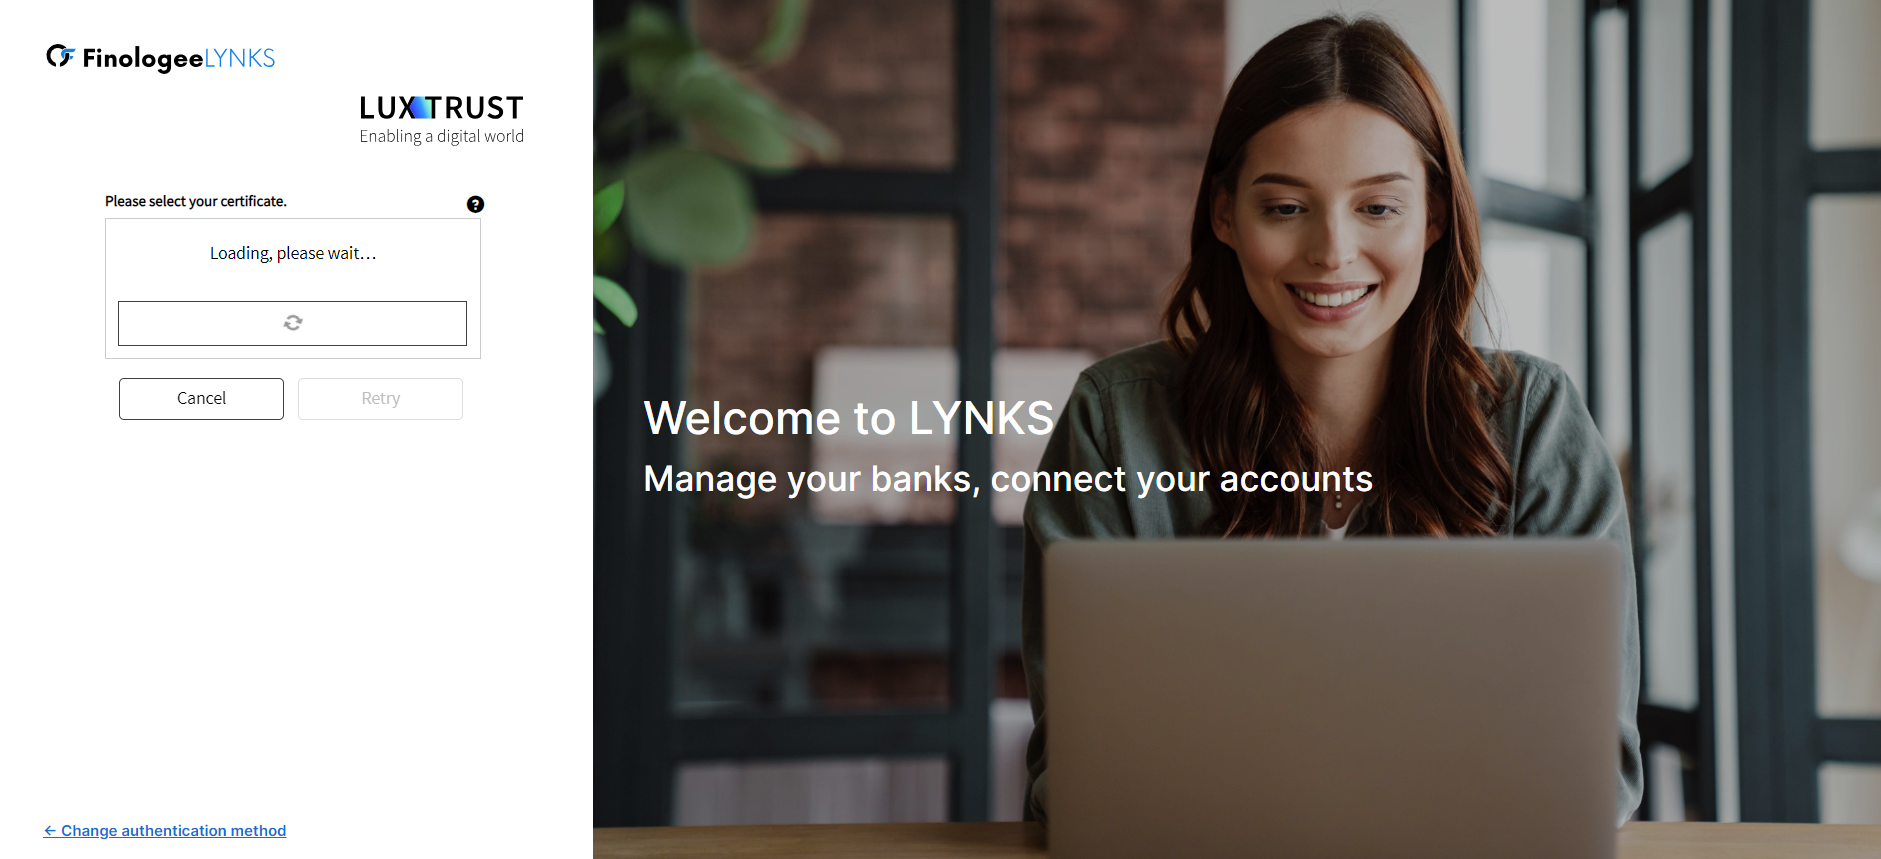 FinologeeLYNKS
LUXTRUST
Enabling a digital world
Please select your certificate.
?
Loading, please wait…
Cancel
Retry
Welcome to LYNKS
Manage your banks, connect your accounts
← Change authentication method